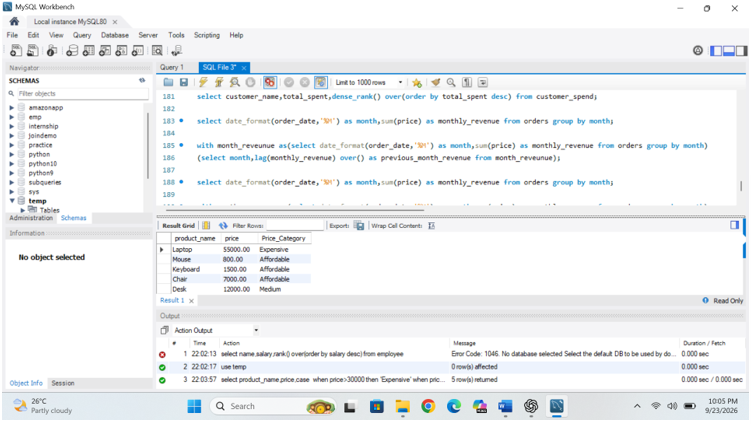 MySQL Workbench
Local instance MySQL80
File Edit View Query Database Server Tools Scripting Help
Navigator
SCHEMAS
Filter objects
amazonapp
emp
internship
joindemo
practice
python
python10
python9
subqueries
sys
temp
Tables
Administration Schemas
Information
No object selected
Object Info Session
Query 1 SQL File 3*
Limit to 1000 rows
181 select customer_name,total_spent,dense_rank() over(order by total_spent desc) from customer_spend;
182
183 select date_format(order_date,'%M') as month,sum(price) as monthly_revenue from orders group by month;
184
185 with month_reveunue as(select date_format(order_date,'%M') as month,sum(price) as monthly_revenue from orders group by month)
186 (select month,lag(monthly_revenue) over() as previous_month_revenue from month_reveunue);
187
188 select date_format(order_date,'%M') as month,sum(price) as monthly_revenue from orders group by month;
189
Result Grid Filter Rows: Export: Wrap Cell Content:
product_name price Price_Category
Laptop 55000.00 Expensive
Mouse 800.00 Affordable
Keyboard 1500.00 Affordable
Chair 7000.00 Affordable
Desk 12000.00 Medium
Result 1 Read Only
Output
Action Output
# Time Action Message Duration / Fetch
1 22:02:13 select name,salary,rank() over(order by salary desc) from employee Error Code: 1046. No database selected Select the default DB to be used by do... 0.000 sec
2 22:02:17 use temp 0 row(s) affected 0.000 sec
3 22:03:57 select product_name,price,case when price>30000 then 'Expensive' when pric... 5 row(s) returned 0.000 sec / 0.000 sec
26°C
Partly cloudy
Search
10:05 PM
9/23/2026